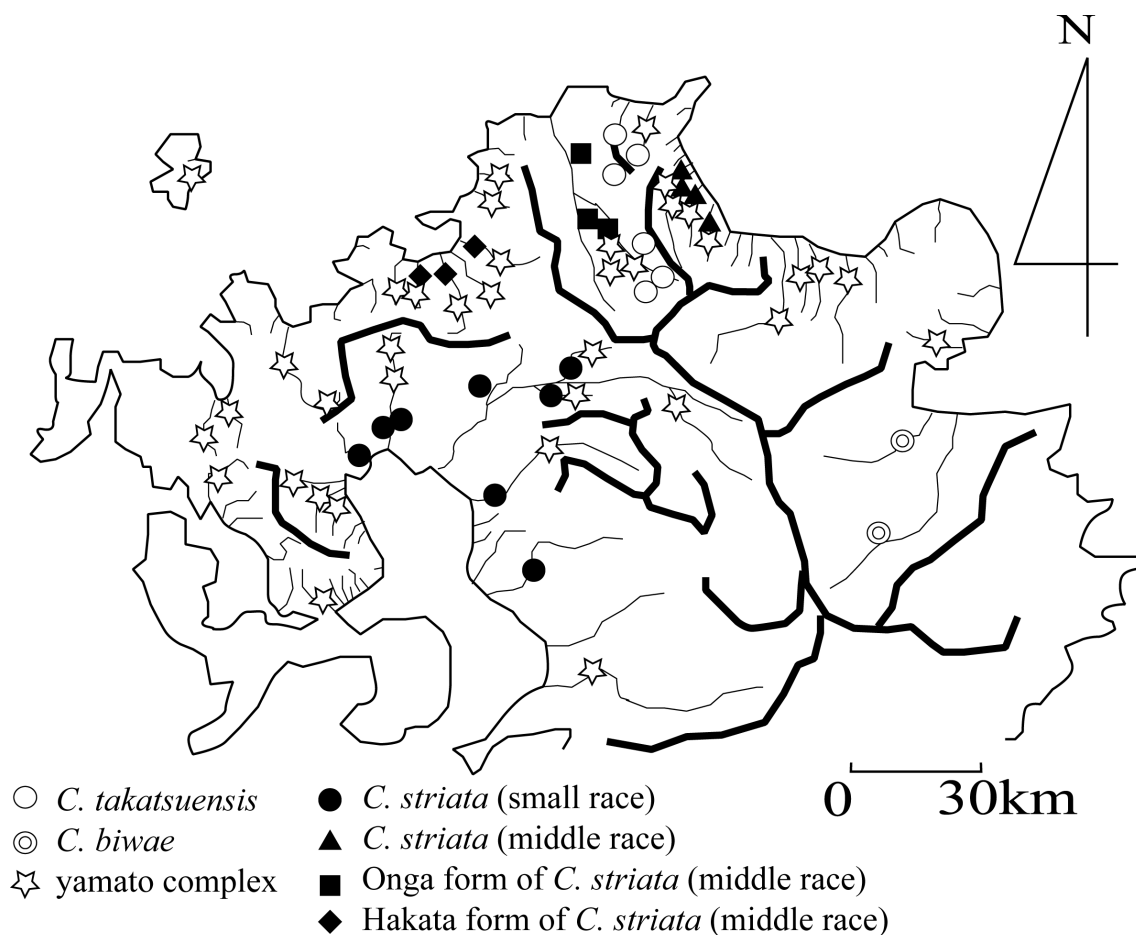 N
0 30km
C. takatsuensis
C. biwae
yamato complex
C. striata (small race)
C. striata (middle race)
Onga form of C. striata (middle race)
Hakata form of C. striata (middle race)